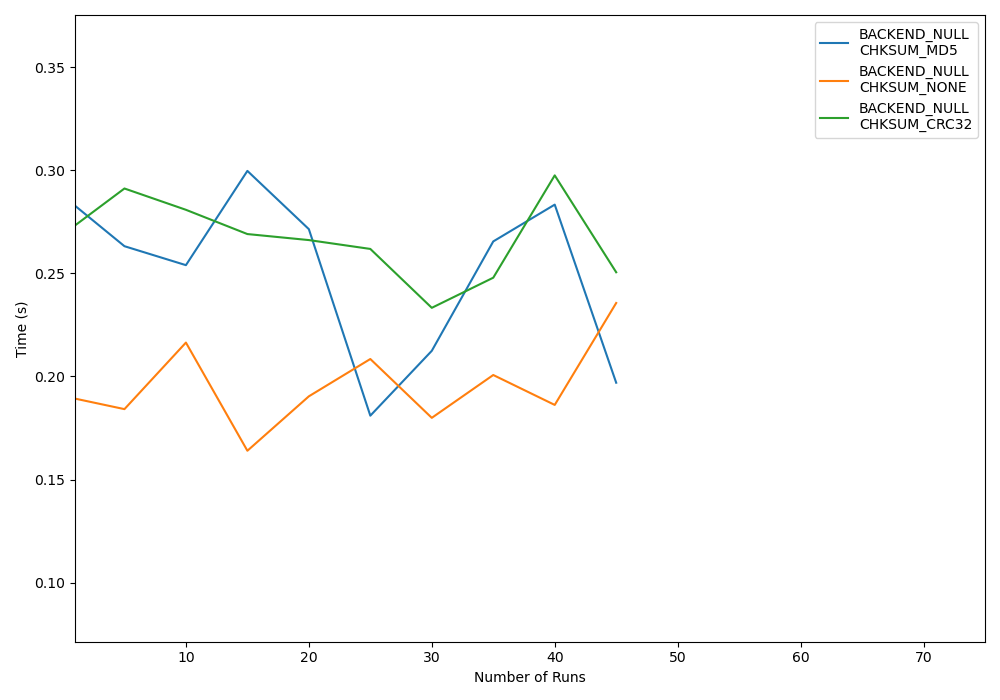 BACKEND_NULL
CHKSUM_MD5
BACKEND_NULL
CHKSUM_NONE
BACKEND_NULL
CHKSUM_CRC32
Time (s)
0.35
0.30
0.25
0.20
0.15
0.10
10 20 30 40 50 60 70
Number of Runs